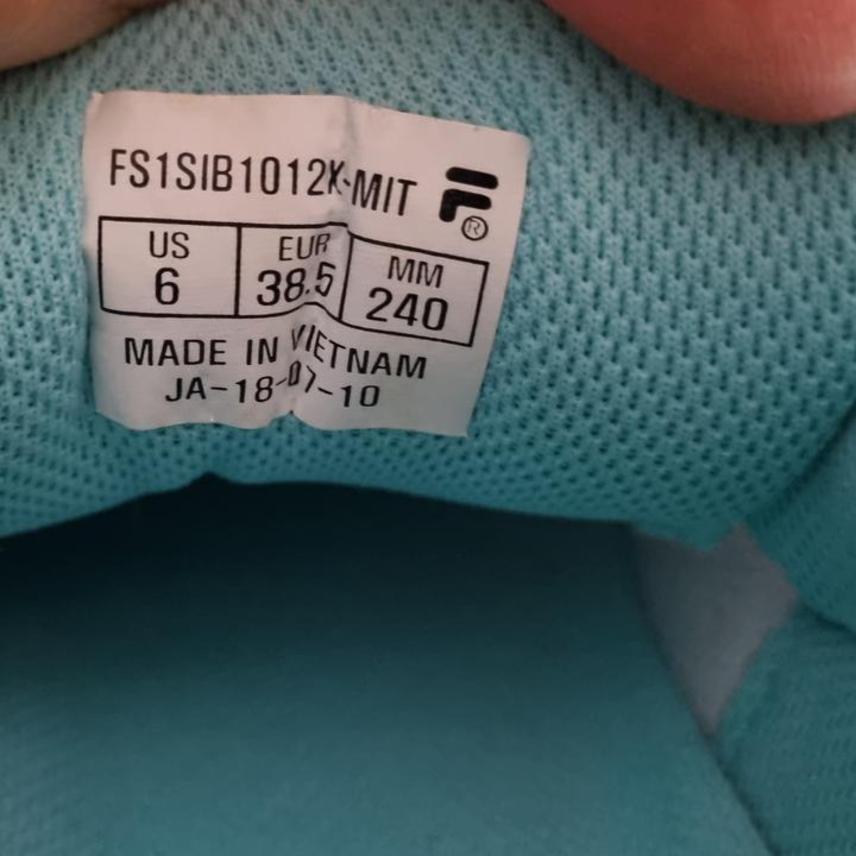 FS1SIB1012X-MIT
US EUR MM
6 38.5 240
MADE IN VIETNAM
JA-18-07-10